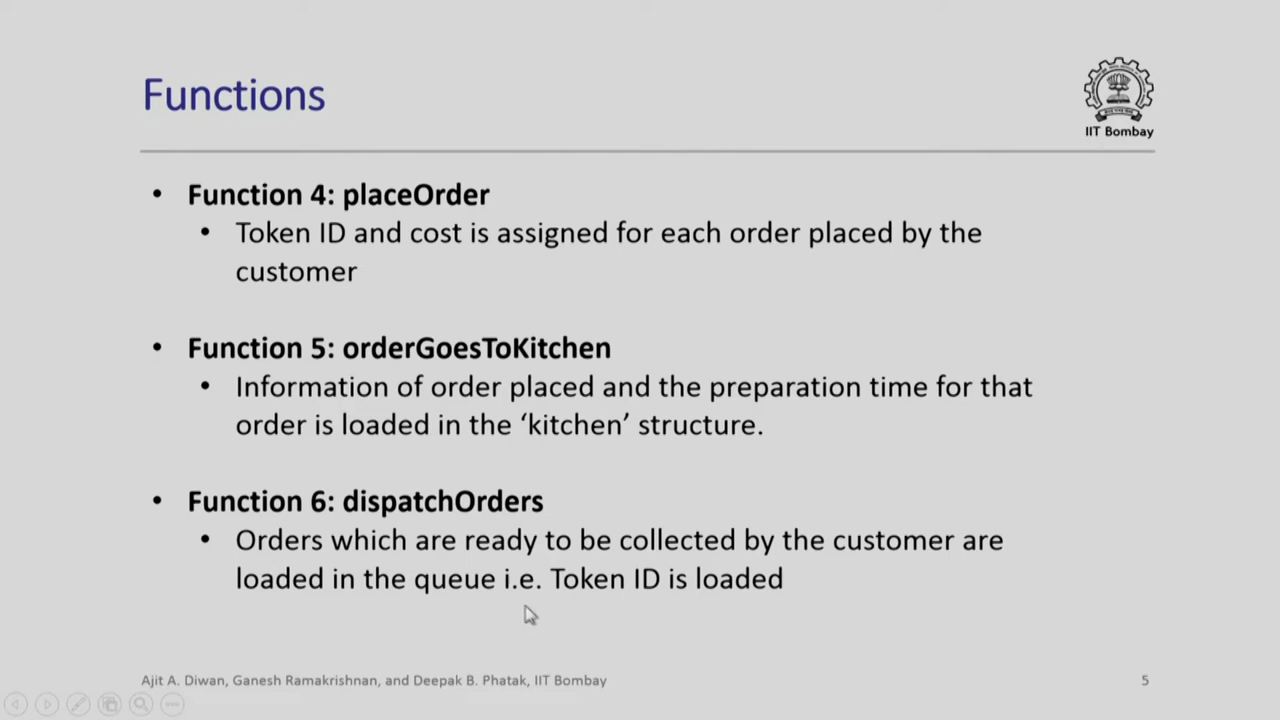 Functions
IIT Bombay
• Function 4: placeOrder
• Token ID and cost is assigned for each order placed by the
customer
• Function 5: orderGoesToKitchen
• Information of order placed and the preparation time for that
order is loaded in the ‘kitchen’ structure.
• Function 6: dispatchOrders
• Orders which are ready to be collected by the customer are
loaded in the queue i.e. Token ID is loaded
Ajit A. Diwan, Ganesh Ramakrishnan, and Deepak B. Phatak, IIT Bombay
5